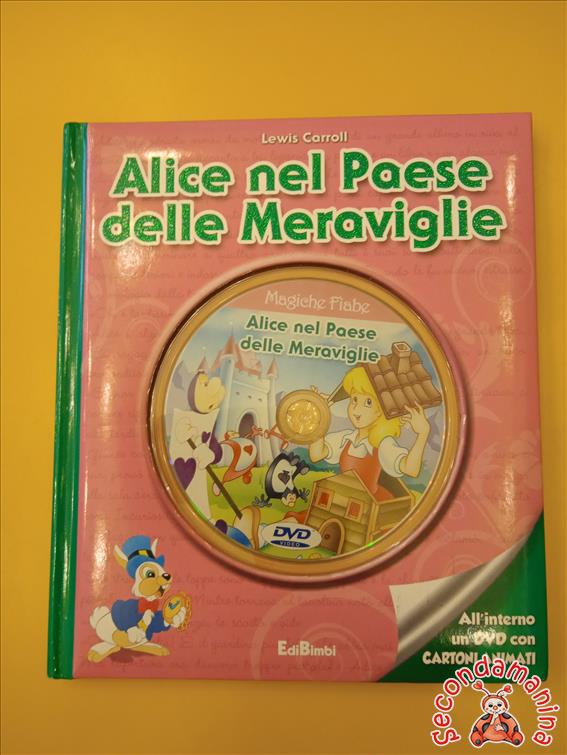 Lewis Carroll
Alice nel Paese
delle Meraviglie
Magiche Fiabe
Alice nel Paese
delle Meraviglie
DVD
VIDEO
All'interno
un DVD con
CARTONI ANIMATI
EdiBimbi
Secondamanina